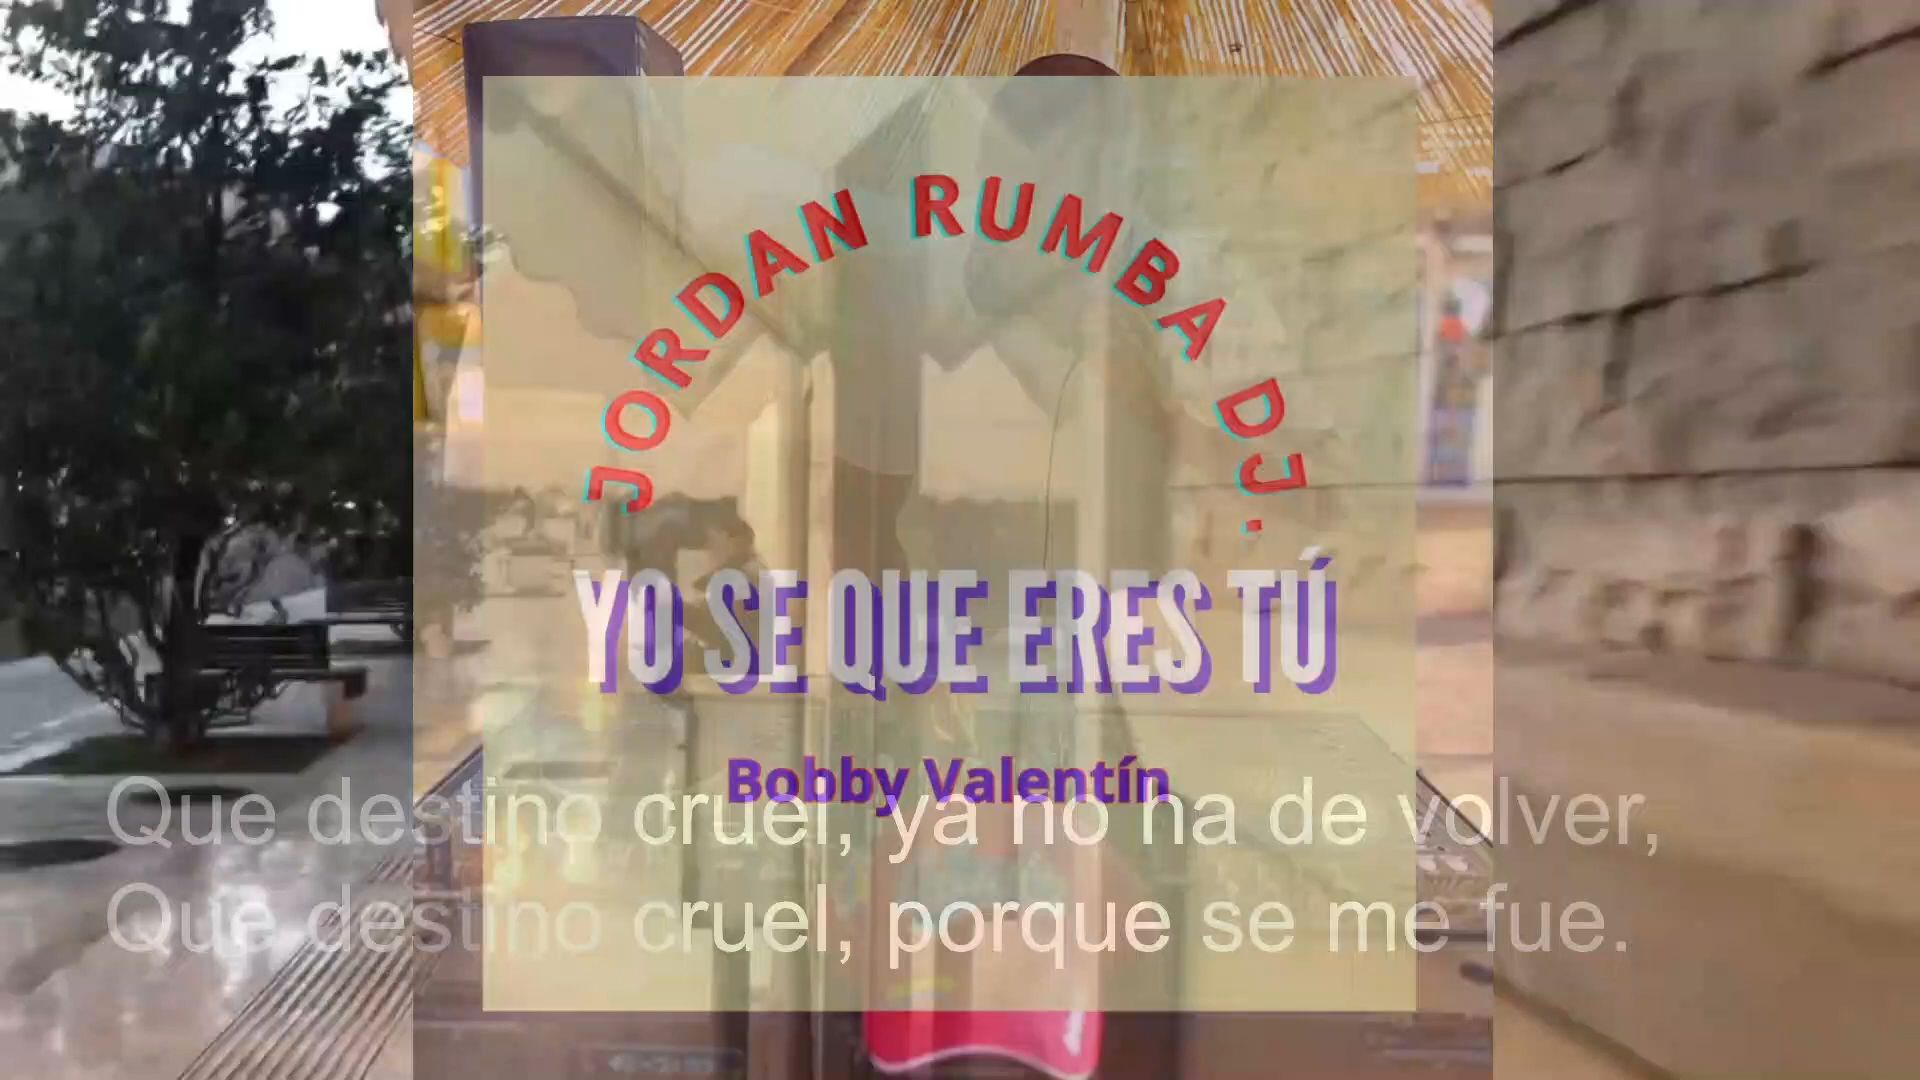 JORDAN RUMBA DJ.
YO SE QUE ERES TÚ
Bobby Valentín
Que destino cruel, ya no ha de volver,
Que destino cruel, porque se me fue.